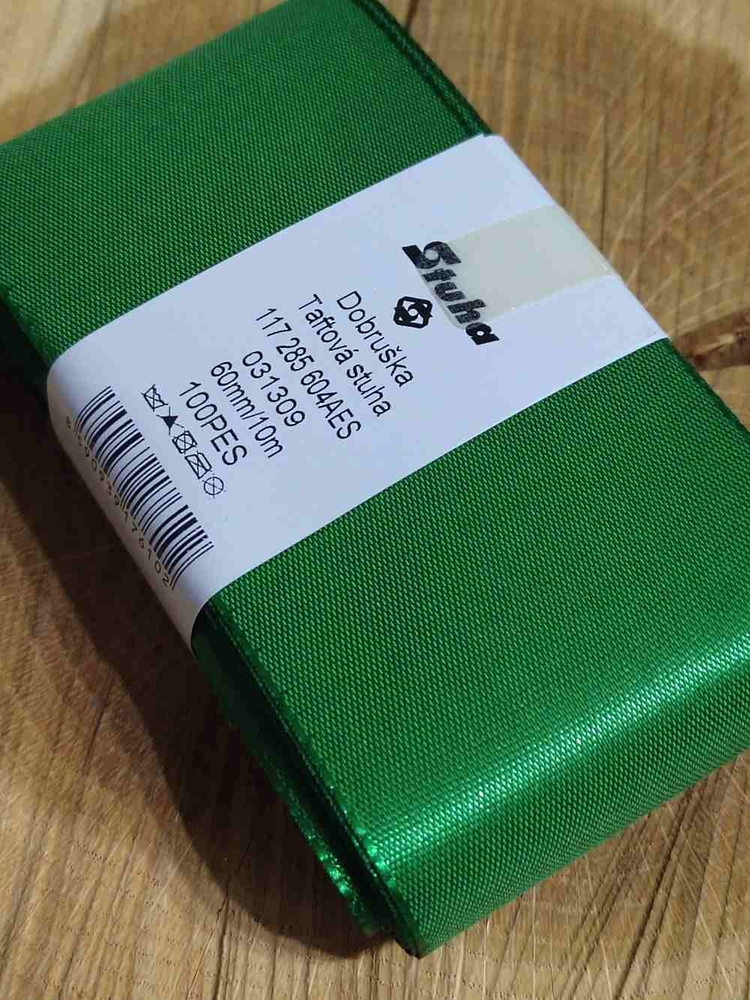 Stuha
Dobruška
Taftová stuha
117 285 604AES
031309
60mm/10m
100PES